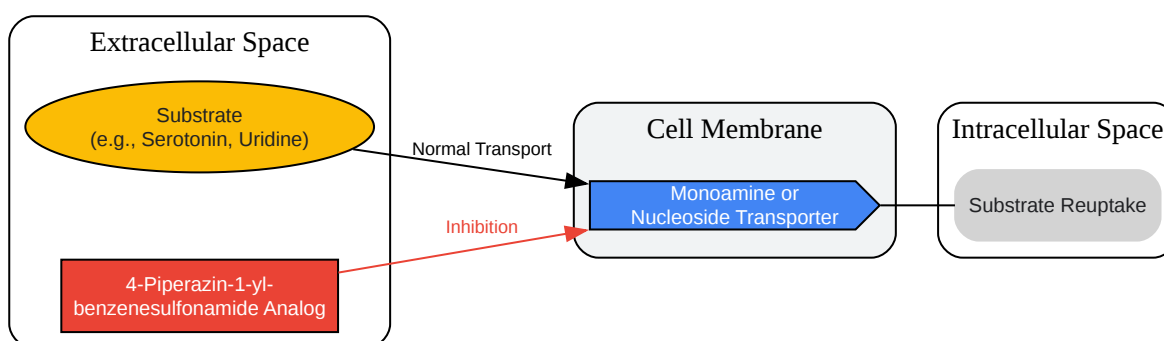 Extracellular Space
Substrate
(e.g., Serotonin, Uridine)
Normal Transport
Inhibition
4-Piperazin-1-yl-
benzenesulfonamide Analog
Cell Membrane
Monoamine or
Nucleoside Transporter
Intracellular Space
Substrate Reuptake